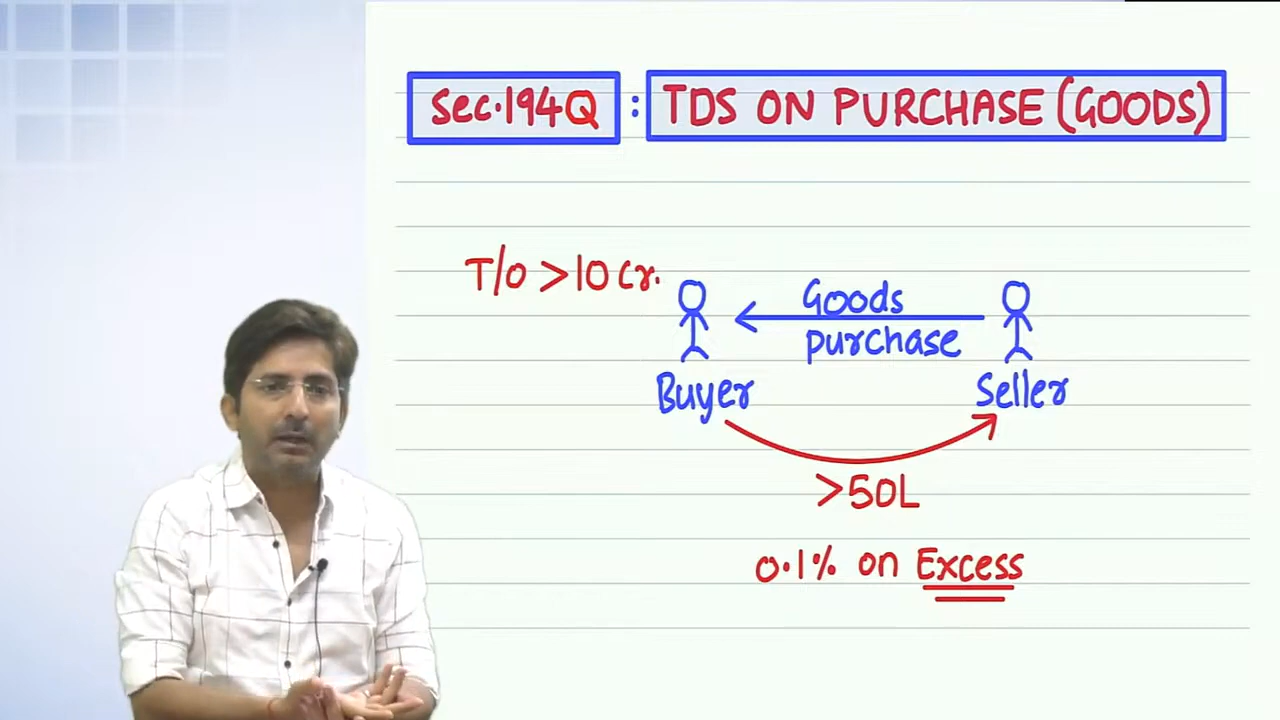 Sec.194Q : TDS ON PURCHASE (GOODS)
T/O >10 Cr.
Goods
purchase
Buyer
Seller
>50L
0.1% on Excess